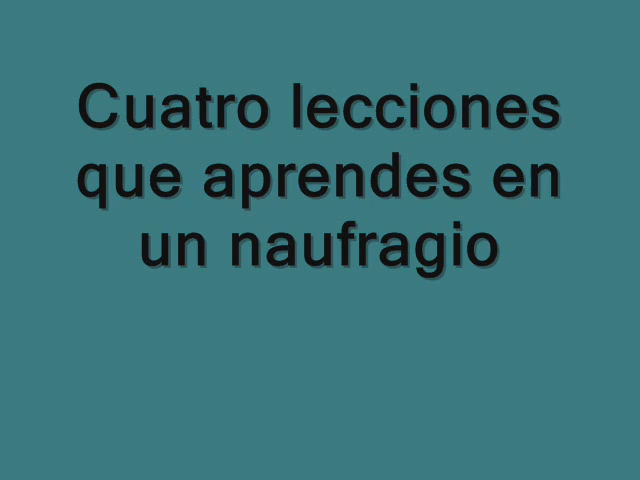 Cuatro lecciones
que aprendes en
un naufragio